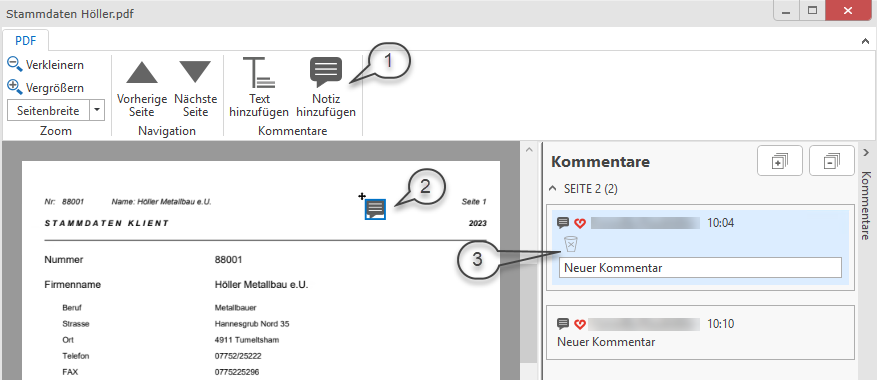 Stammdaten Höller.pdf
PDF
Verkleinern
Vergrößern
Seitenbreite
Zoom
Vorherige Seite
Nächste Seite
Navigation
Text hinzufügen
Notiz hinzufügen
Kommentare
1
Nr: 88001 Name: Höller Metallbau e.U. Seite 1
STAMMDATEN KLIENT 2023
2
Nummer 88001
Firmenname Höller Metallbau e.U.
Beruf Metallbauer
Strasse Hannesgrub Nord 35
Ort 4911 Tumeltsham
Telefon 07752/25222
FAX 0775225296
Kommentare
SEITE 2 (2)
10:04
3
Neuer Kommentar
10:10
Neuer Kommentar
Kommentare